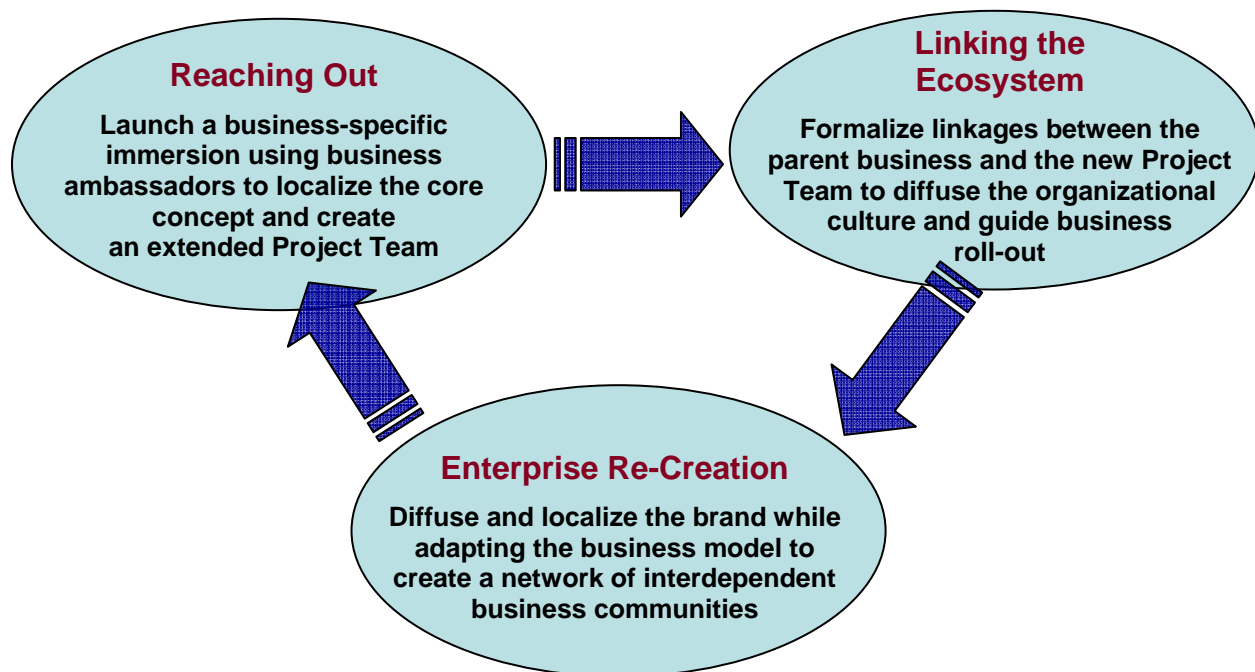 Reaching Out
Launch a business-specific
immersion using business
ambassadors to localize the core
concept and create
an extended Project Team
Linking the
Ecosystem
Formalize linkages between the
parent business and the new Project
Team to diffuse the organizational
culture and guide business
roll-out
Enterprise Re-Creation
Diffuse and localize the brand while
adapting the business model to
create a network of interdependent
business communities